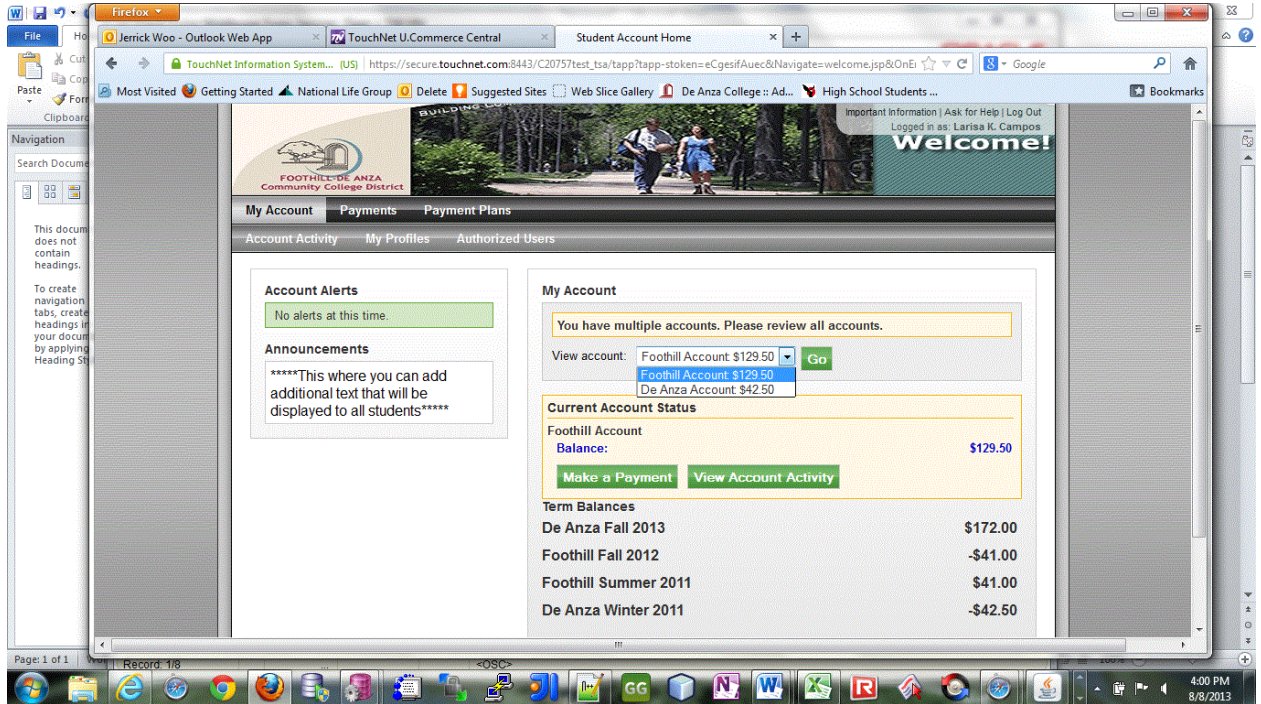 Firefox
File
Ho
Cut
Cop
Paste
Forr
Clipboard
Navigation
Search Docume
This docum
does not
contain
headings.
To create
navigation
tabs, create
headings in
your docum
by applying
Heading Sty
Jerrick Woo - Outlook Web App
TouchNet U.Commerce Central
Student Account Home
TouchNet Information System... (US)
https://secure.touchnet.com:8443/C20757test_tsa/tapp?tapp-stoken=eCgesifAuec&Navigate=welcome.jsp&OnEr
Google
Most Visited
Getting Started
National Life Group
Delete
Suggested Sites
Web Slice Gallery
De Anza College :: Ad...
High School Students ...
Bookmarks
FOOTHILL-DE ANZA
Community College District
Important Information | Ask for Help | Log Out
Logged in as: Larisa K. Campos
Welcome!
My Account
Payments
Payment Plans
Account Activity
My Profiles
Authorized Users
Account Alerts
No alerts at this time.
Announcements
*****This where you can add
additional text that will be
displayed to all students*****
My Account
You have multiple accounts. Please review all accounts.
View account: Foothill Account: $129.50 Go
Foothill Account: $129.50
De Anza Account: $42.50
Current Account Status
Foothill Account
Balance: $129.50
Make a Payment
View Account Activity
Term Balances
De Anza Fall 2013 $172.00
Foothill Fall 2012 -$41.00
Foothill Summer 2011 $41.00
De Anza Winter 2011 -$42.50
Page: 1 of 1
Record: 1/8
...
<OSC>
100%
GG
4:00 PM
8/8/2013